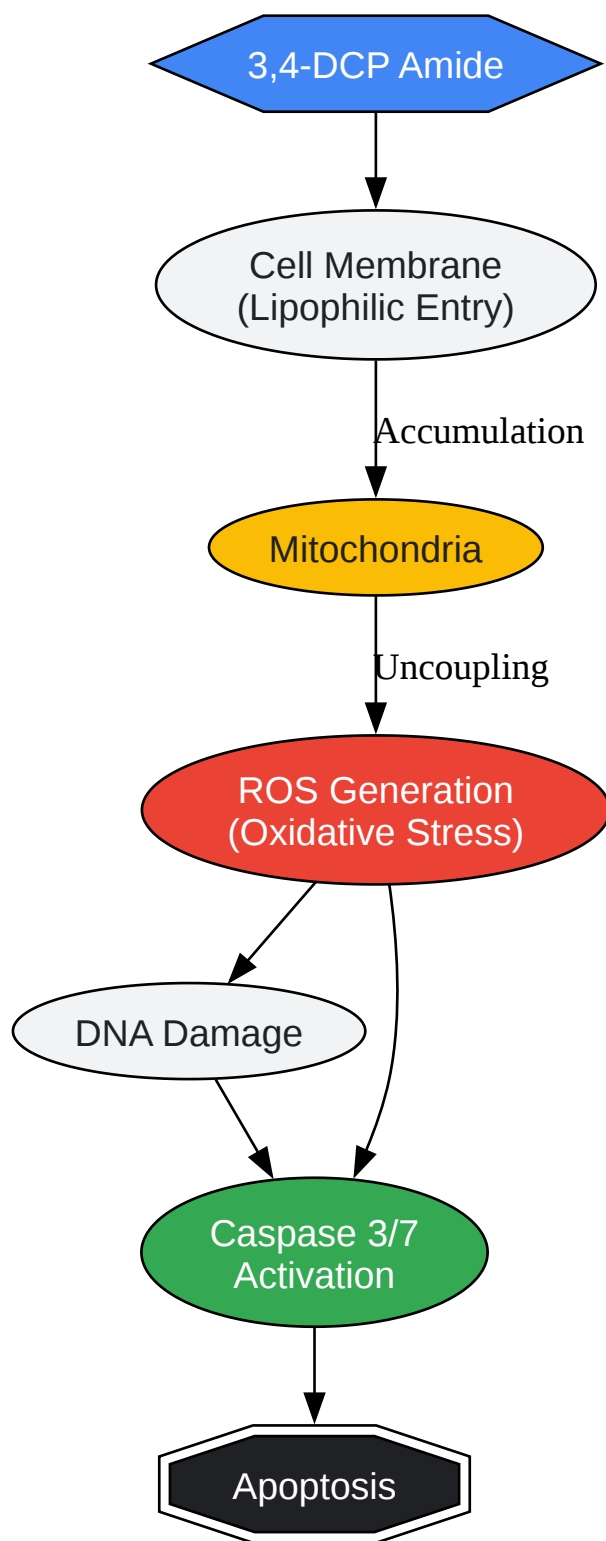 3,4-DCP Amide
Cell Membrane
(Lipophilic Entry)
Accumulation
Mitochondria
Uncoupling
ROS Generation
(Oxidative Stress)
DNA Damage
Caspase 3/7
Activation
Apoptosis